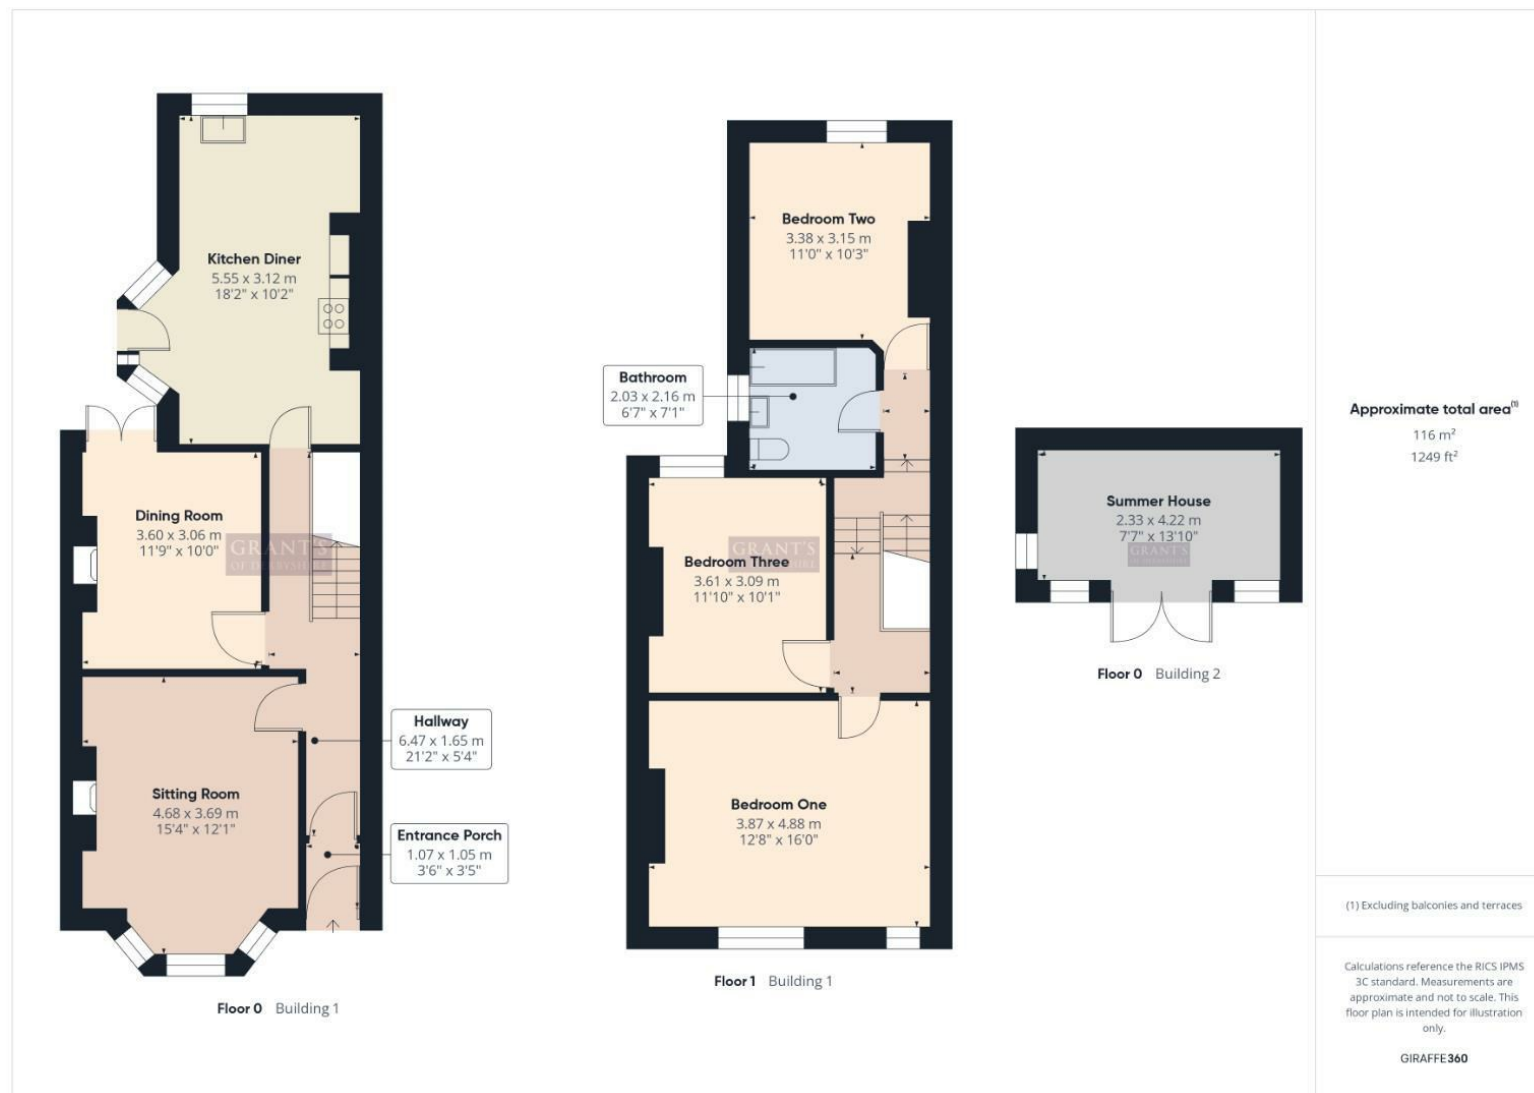 Kitchen Diner
5.55 x 3.12 m
18'2" x 10'2"
Dining Room
3.60 x 3.06 m
11'9" x 10'0"
GRANT'S
OF DERBYSHIRE
Sitting Room
4.68 x 3.69 m
15'4" x 12'1"
Hallway
6.47 x 1.65 m
21'2" x 5'4"
Entrance Porch
1.07 x 1.05 m
3'6" x 3'5"
Floor 0 Building 1
Bedroom Two
3.38 x 3.15 m
11'0" x 10'3"
Bathroom
2.03 x 2.16 m
6'7" x 7'1"
GRANT'S
Bedroom Three
3.61 x 3.09 m
11'10" x 10'1"
Bedroom One
3.87 x 4.88 m
12'8" x 16'0"
Floor 1 Building 1
Summer House
2.33 x 4.22 m
7'7" x 13'10"
GRANT'S
OF DERBYSHIRE
Floor 0 Building 2
Approximate total area⁽¹⁾
116 m²
1249 ft²
(1) Excluding balconies and terraces
Calculations reference the RICS IPMS
3C standard. Measurements are
approximate and not to scale. This
floor plan is intended for illustration
only.
GIRAFFE360